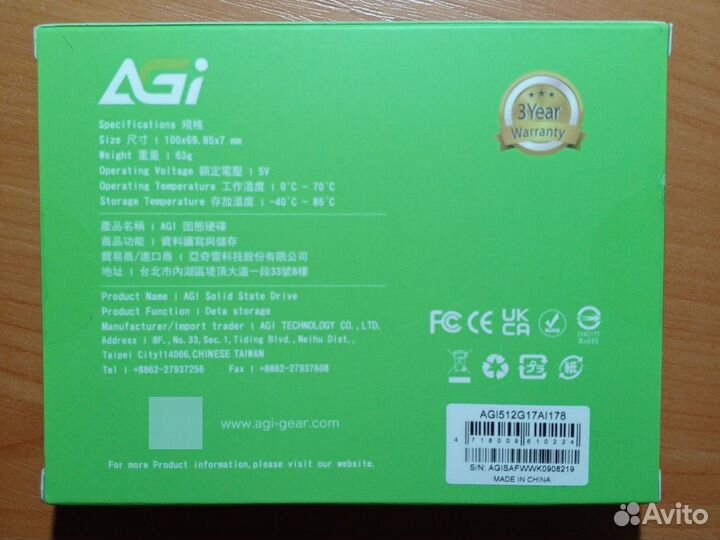 AGi
3 Year
Warranty
Specifications 規格
Size 尺寸 : 100x69.85x7 mm
Weight 重量 : 63g
Operating Voltage 額定電壓 : 5V
Operating Temperature 工作溫度 : 0°C - 70°C
Storage Temperature 存放溫度 : -40°C - 85°C
產品名稱 : AGI 固態硬碟
商品功能 : 資料讀寫與儲存
貿易商/進口商 : 亞奇雷科技股份有限公司
地址 : 台北市內湖區堤頂大道一段33號8樓
Product Name : AGI Solid State Drive
Product Function : Deta storage
Manufacturer/Import trader : AGI TECHNOLOGY CO., LTD.
Address : 8F., No.33, Sec.1, Tiding Blvd., Neihu Dist.,
Taipei City114066, CHINESE TAIWAN
Tel : +8862-27937256 Fax : +8862-27937608
FC CE UK CA RoHS RoHS
プラ 紙
www.agi-gear.com
For more Product information, please visit our website.
AGI512G17AI178
4 718009 610224
S/N: AGISAFWWK0908219
MADE IN CHINA
Avito